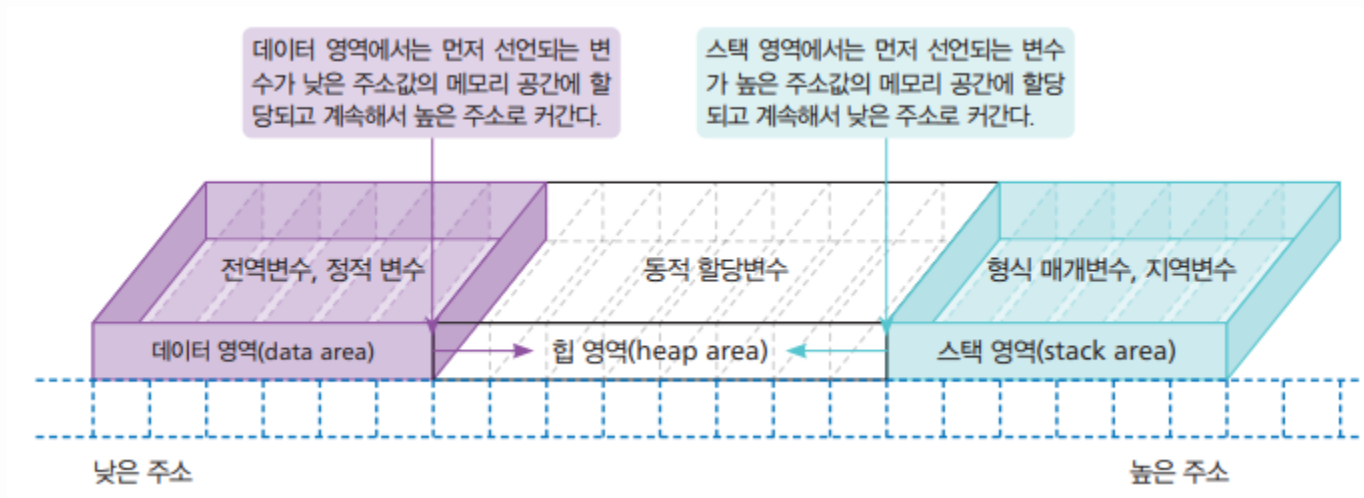 데이터 영역에서는 먼저 선언되는 변
수가 낮은 주소값의 메모리 공간에 할
당되고 계속해서 높은 주소로 커간다.
스택 영역에서는 먼저 선언되는 변수
가 높은 주소값의 메모리 공간에 할당
되고 계속해서 낮은 주소로 커간다.
전역변수, 정적 변수
동적 할당변수
형식 매개변수, 지역변수
데이터 영역(data area)
힙 영역(heap area)
스택 영역(stack area)
낮은 주소
높은 주소